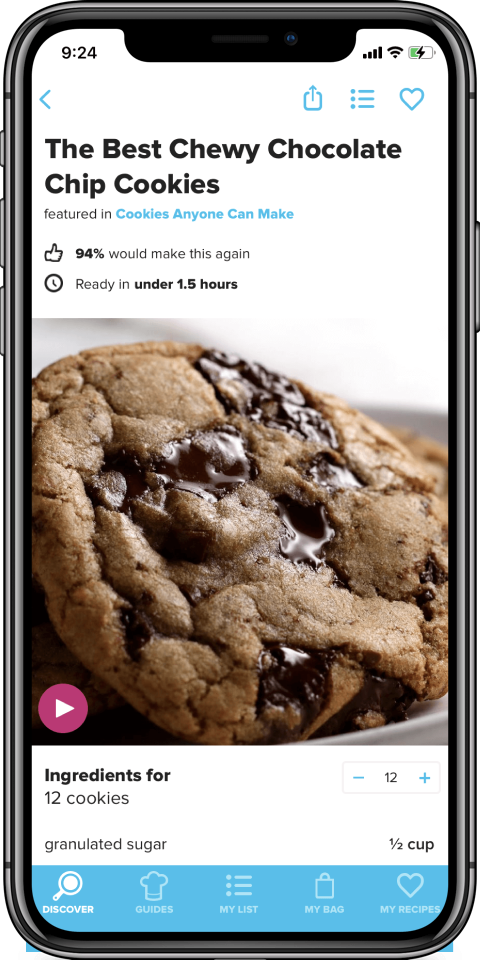 9:24
The Best Chewy Chocolate
Chip Cookies
featured in Cookies Anyone Can Make
94% would make this again
Ready in under 1.5 hours
Ingredients for
12 cookies
− 12 +
granulated sugar ½ cup
DISCOVER GUIDES MY LIST MY BAG MY RECIPES